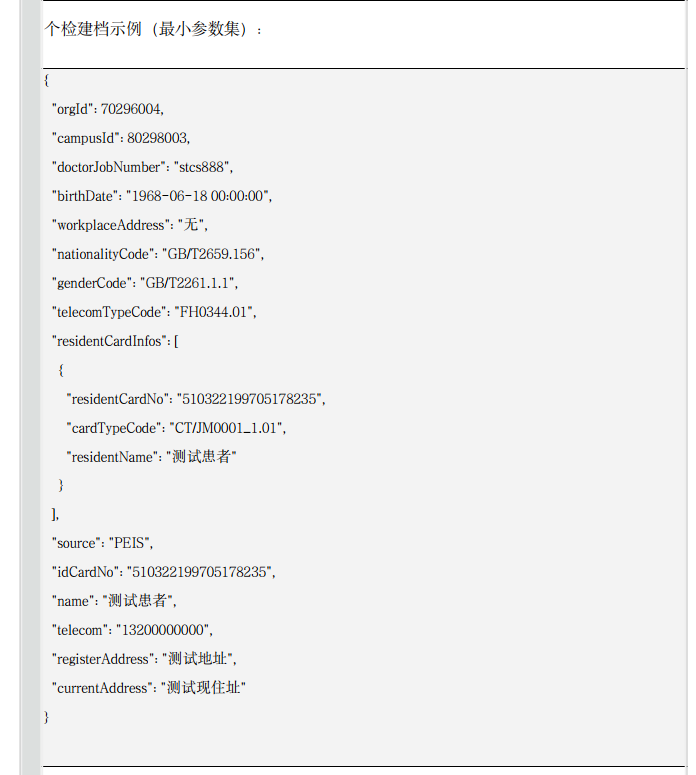 个检建档示例（最小参数集）:
{
"orgId": 70296004,
"campusId": 80298003,
"doctorJobNumber": "stcs888",
"birthDate": "1968-06-18 00:00:00",
"workplaceAddress": "无",
"nationalityCode": "GB/T2659.156",
"genderCode": "GB/T2261.1.1",
"telecomTypeCode": "FH0344.01",
"residentCardInfos": [
{
"residentCardNo": "510322199705178235",
"cardTypeCode": "CT/JM0001_1.01",
"residentName": "测试患者"
}
],
"source": "PEIS",
"idCardNo": "510322199705178235",
"name": "测试患者",
"telecom": "13200000000",
"registerAddress": "测试地址",
"currentAddress": "测试现住址"
}